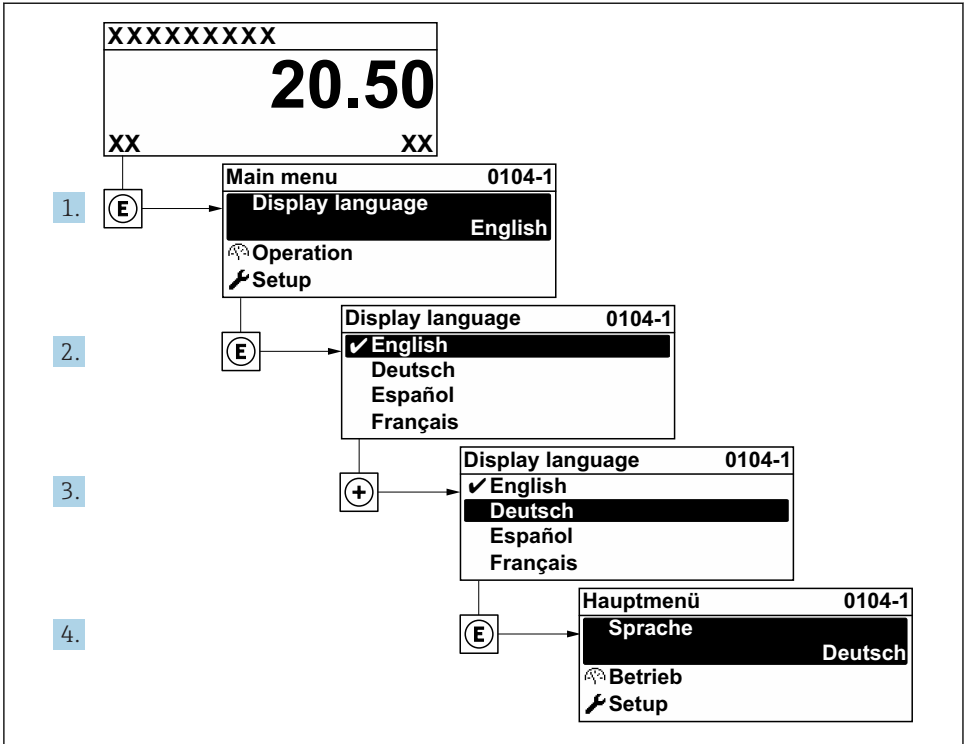 XXXXXXXXX
20.50
XX XX
Main menu 0104-1
1. E
Display language
English
Operation
Setup
Display language 0104-1
2. E
✔ English
Deutsch
Español
Français
Display language 0104-1
3. +
✔ English
Deutsch
Español
Français
Hauptmenü 0104-1
4. E
Sprache
Deutsch
Betrieb
Setup